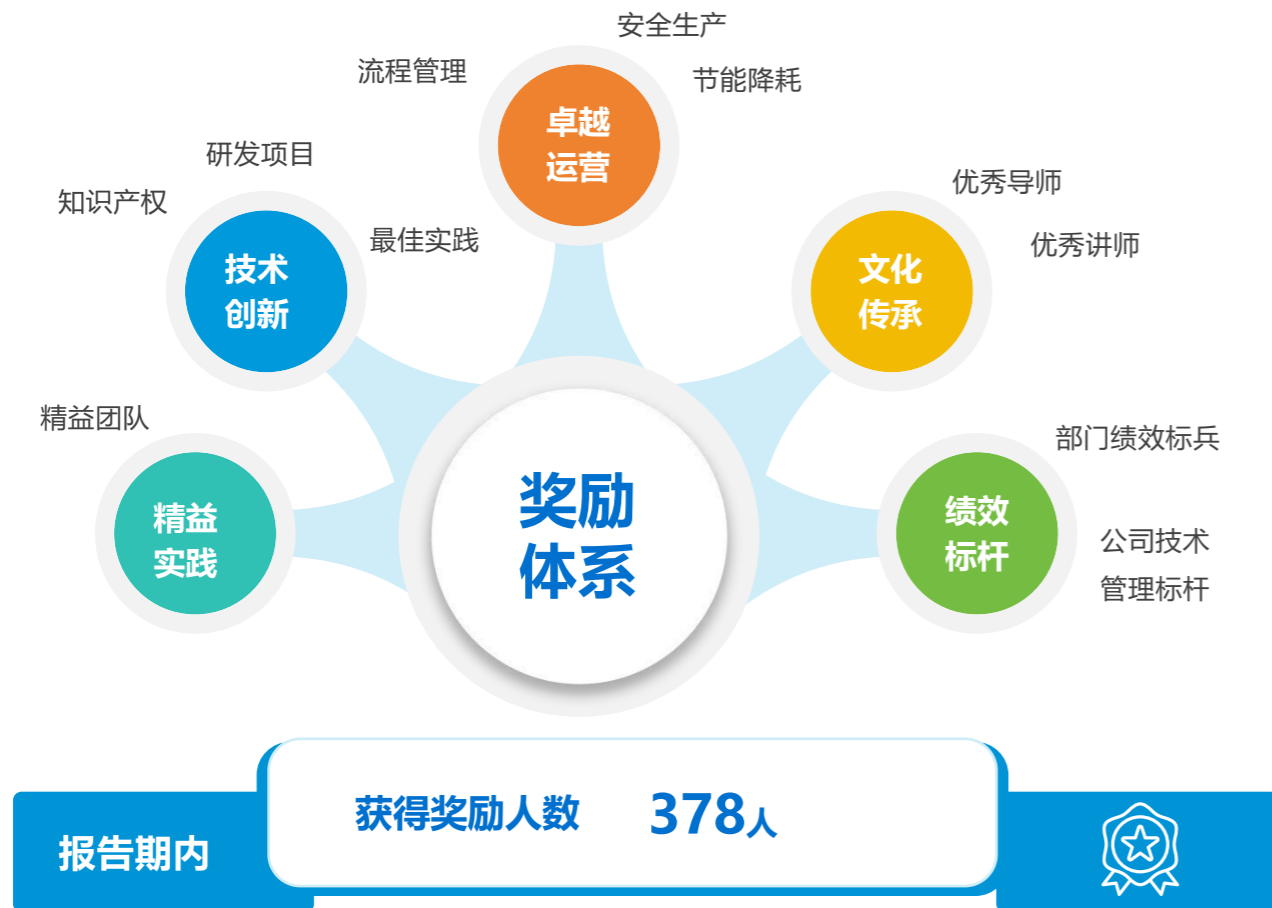 安全生产
流程管理
节能降耗
卓越
运营
研发项目
知识产权
最佳实践
技术
创新
优秀导师
优秀讲师
文化
传承
精益团队
精益
实践
部门绩效标兵
公司技术
管理标杆
绩效
标杆
奖励
体系
报告期内
获得奖励人数 378人